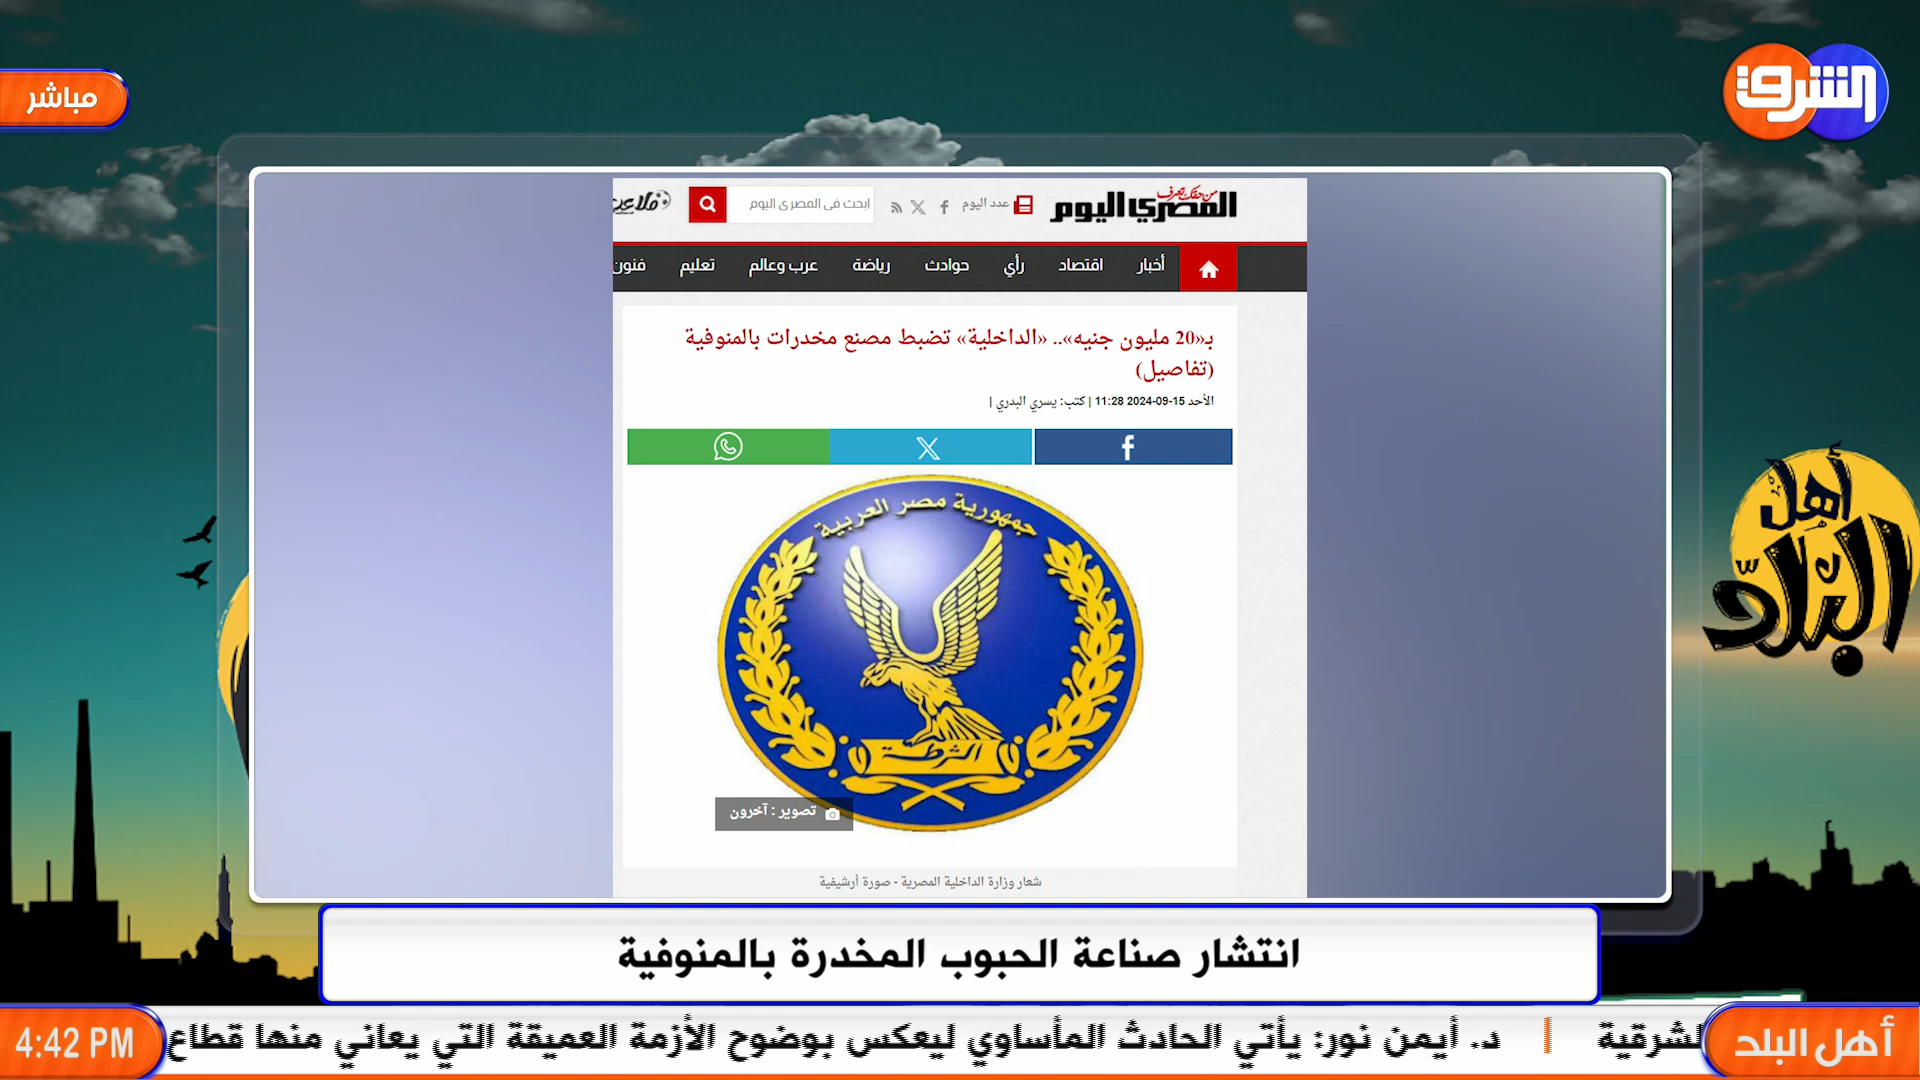 مباشر
الشرق
المصري اليوم
من حقك تعرف
عدد اليوم
ابحث فى المصرى اليوم
ملاعب
أخبار
اقتصاد
رأي
حوادث
رياضة
عرب وعالم
تعليم
فنون
بـ«20 مليون جنيه».. «الداخلية» تضبط مصنع مخدرات بالمنوفية
(تفاصيل)
الأحد 15-09-2024 11:28 | كتب: يسري البدري |
جمهورية مصر العربية
الشرطة
تصوير : آخرون
شعار وزارة الداخلية المصرية - صورة أرشيفية
أهل
البلد
انتشار صناعة الحبوب المخدرة بالمنوفية
أهل البلد
لشرقية | د. أيمن نور: يأتي الحادث المأساوي ليعكس بوضوح الأزمة العميقة التي يعاني منها قطاع
4:42 PM